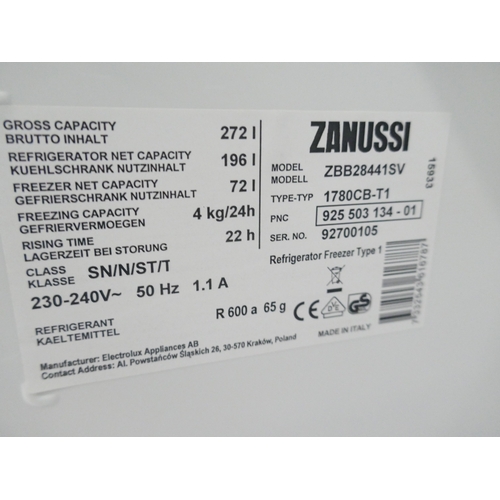 GROSS CAPACITY
BRUTTO INHALT 272 l
REFRIGERATOR NET CAPACITY
KUEHLSCHRANK NUTZINHALT 196 l
FREEZER NET CAPACITY
GEFRIERSCHRANK NUTZINHALT 72 l
FREEZING CAPACITY
GEFRIERVERMOEGEN 4 kg/24h
RISING TIME
LAGERZEIT BEI STORUNG 22 h
CLASS
KLASSE SN/N/ST/T
230-240V~ 50 Hz 1.1 A
REFRIGERANT
KAELTEMITTEL R 600 a 65 g
Manufacturer: Electrolux Appliances AB
Contact Address: Al. Powstańców Śląskich 26, 30-570 Kraków, Poland
ZANUSSI
MODEL
MODELL ZBB28441SV
TYPE-TYP 1780CB-T1
PNC 925 503 134 - 01
SER. NO. 92700105
Refrigerator Freezer Type 1
CE
GS
MADE IN ITALY
15933